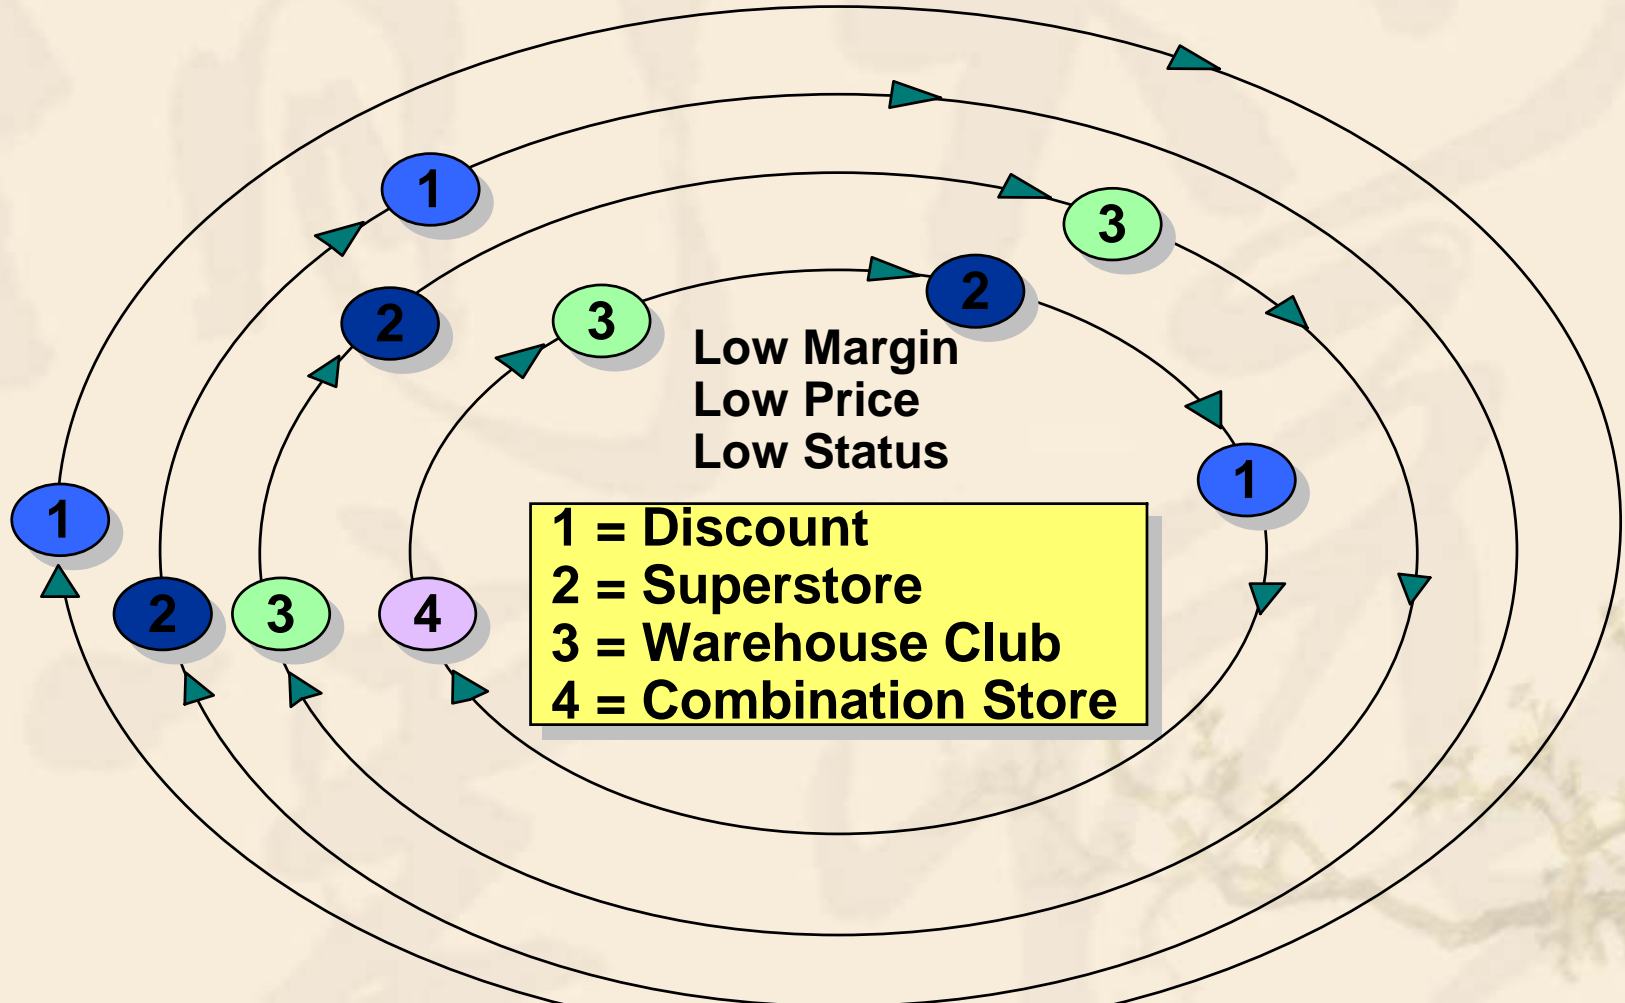 1
3
2
2
3
Low Margin
Low Price
Low Status
1
1
1 = Discount
2 = Superstore
3 = Warehouse Club
4 = Combination Store
2
3
4